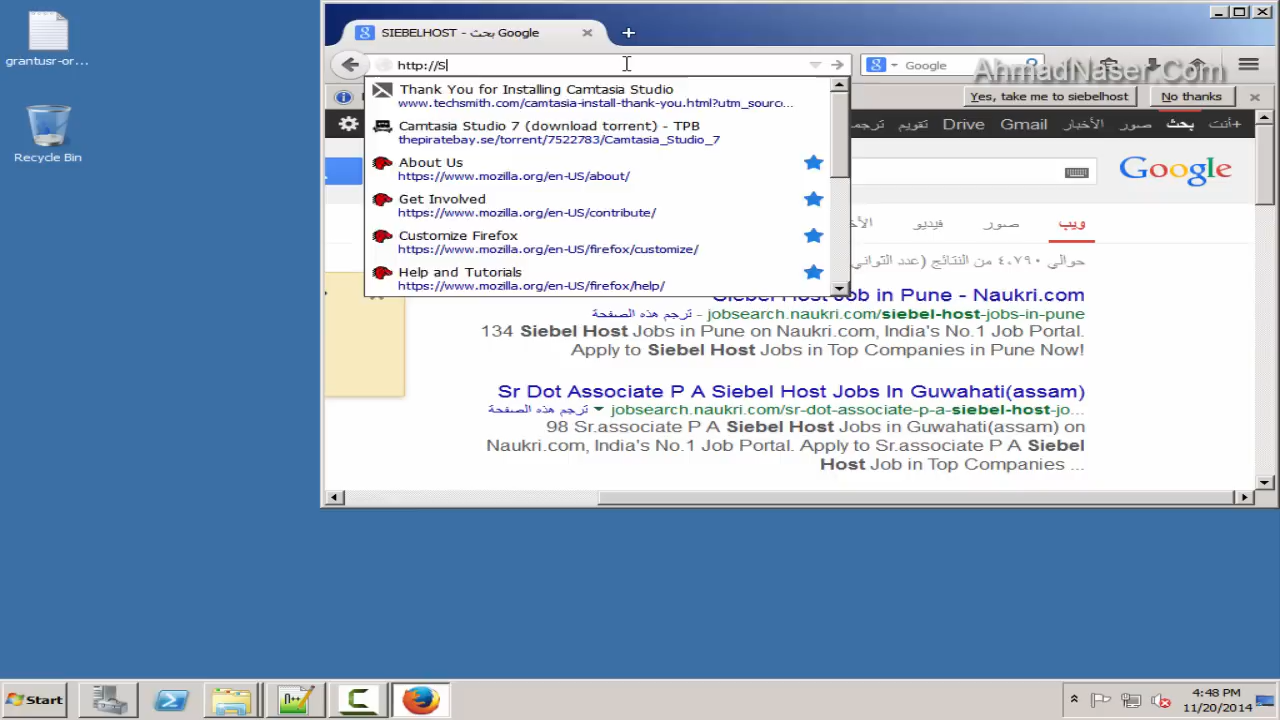 grantusr-or...
Recycle Bin
SIEBELHOST - بحث Google
http://S
Google
AhmadNaser.Com
Thank You for Installing Camtasia Studio
www.techsmith.com/camtasia-install-thank-you.html?utm_sourc...
Camtasia Studio 7 (download torrent) - TPB
thepiratebay.se/torrent/7522783/Camtasia_Studio_7
About Us
https://www.mozilla.org/en-US/about/
Get Involved
https://www.mozilla.org/en-US/contribute/
Customize Firefox
https://www.mozilla.org/en-US/firefox/customize/
Help and Tutorials
https://www.mozilla.org/en-US/firefox/help/
Yes, take me to siebelhost
No thanks
+أنت بحث صور الأخبار Gmail Drive تقويم ترجمة
Google
ويب صور فيديو
حوالي ٤،٧٩٠ من النتائج (عدد الثواني
Siebel Host Job in Pune - Naukri.com
jobsearch.naukri.com/siebel-host-jobs-in-pune - ترجم هذه الصفحة
134 Siebel Host Jobs in Pune on Naukri.com, India's No.1 Job Portal.
Apply to Siebel Host Jobs in Top Companies in Pune Now!
Sr Dot Associate P A Siebel Host Jobs In Guwahati(assam)
jobsearch.naukri.com/sr-dot-associate-p-a-siebel-host-jo... ترجم هذه الصفحة
98 Sr.associate P A Siebel Host Jobs in Guwahati(assam) on
Naukri.com, India's No.1 Job Portal. Apply to Sr.associate P A Siebel
Host Job in Top Companies ...
Start
4:48 PM
11/20/2014